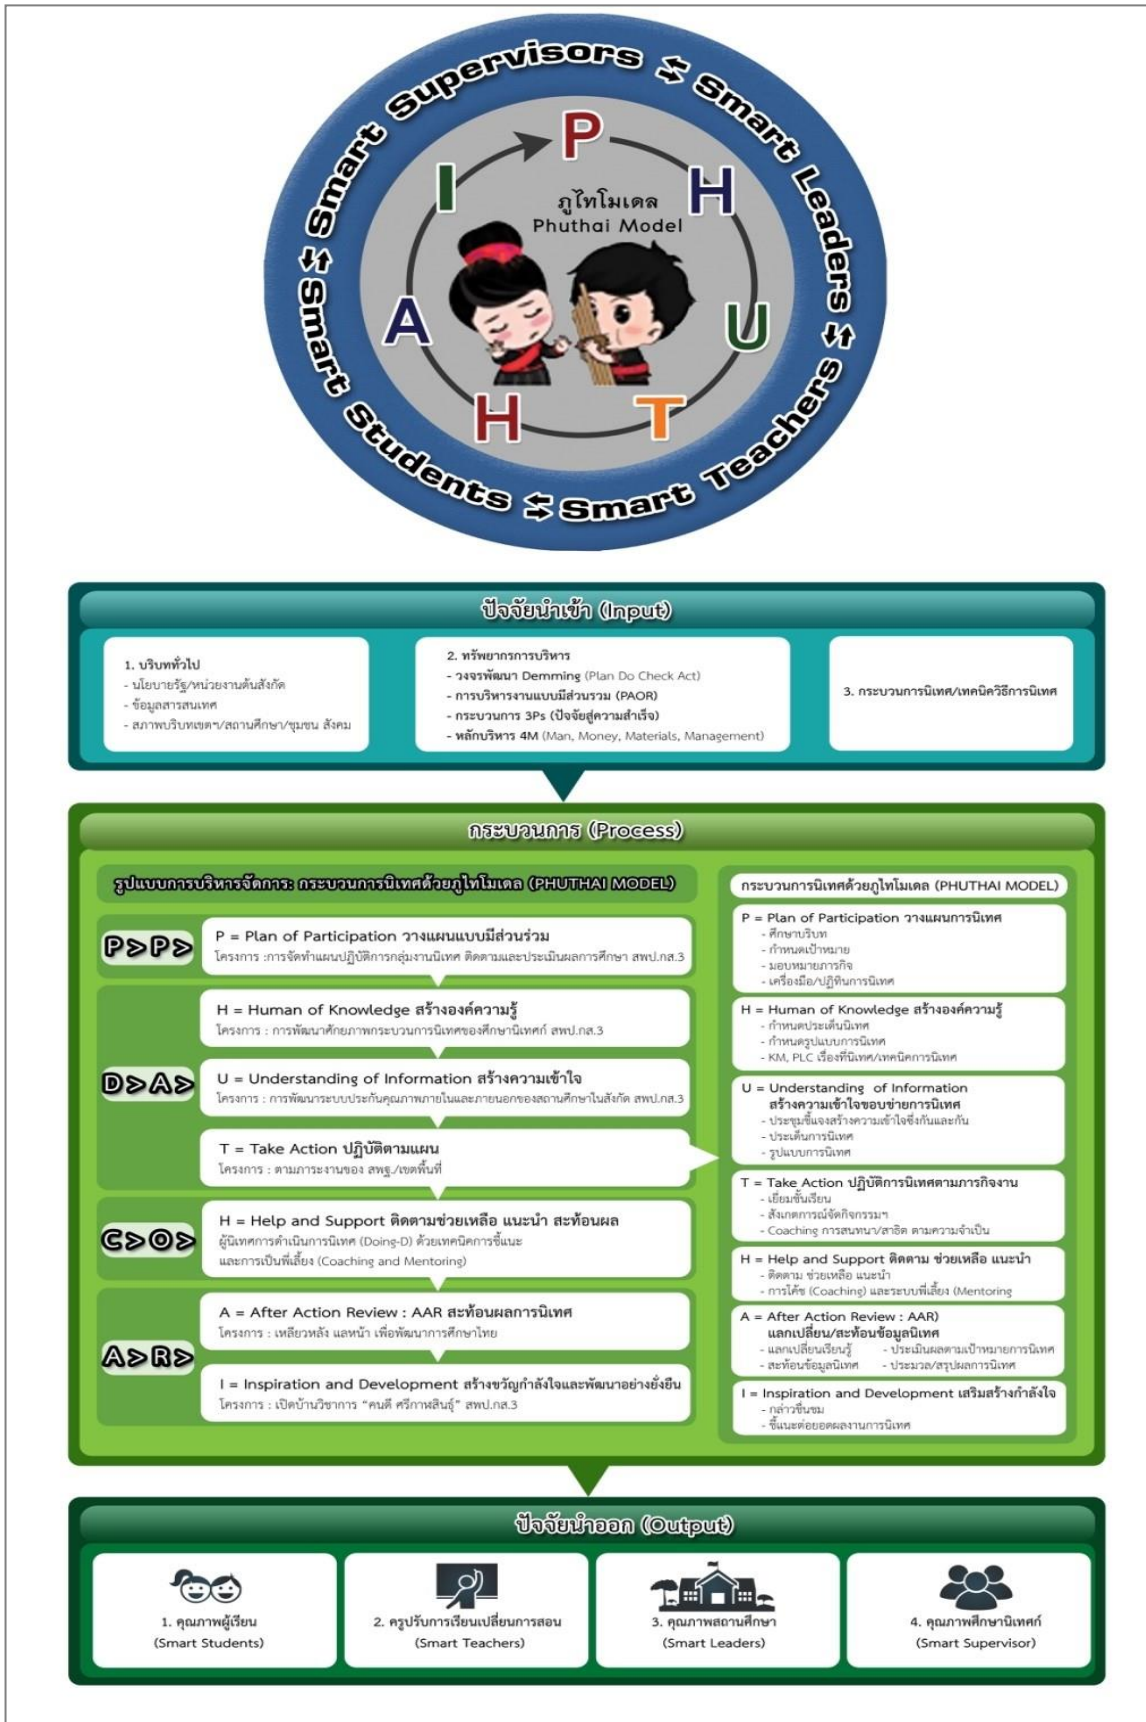 Smart Supervisors
Smart Leaders
Smart Teachers
Smart Students
P
H
U
T
H
A
I
ภูไทโมเดล
Phuthai Model
ปัจจัยนำเข้า (Input)
1. บริบททั่วไป
- นโยบายรัฐ/หน่วยงานต้นสังกัด
- ข้อมูลสารสนเทศ
- สภาพบริบทเขตฯ/สถานศึกษา/ชุมชน สังคม
2. ทรัพยากรการบริหาร
- วงจรพัฒนา Demming (Plan Do Check Act)
- การบริหารงานแบบมีส่วนรวม (PAOR)
- กระบวนการ 3Ps (ปัจจัยสู่ความสำเร็จ)
- หลักบริหาร 4M (Man, Money, Materials, Management)
3. กระบวนการนิเทศ/เทคนิควิธีการนิเทศ
กระบวนการ (Process)
รูปแบบการบริหารจัดการ: กระบวนการนิเทศด้วยภูไทโมเดล (PHUTHAI MODEL)
P>P>
P = Plan of Participation วางแผนแบบมีส่วนร่วม
โครงการ :การจัดทำแผนปฏิบัติการกลุ่มงานนิเทศ ติดตามและประเมินผลการศึกษา สพป.กส.3
D>A>
H = Human of Knowledge สร้างองค์ความรู้
โครงการ : การพัฒนาศักยภาพกระบวนการนิเทศของศึกษานิเทศก์ สพป.กส.3
U = Understanding of Information สร้างความเข้าใจ
โครงการ : การพัฒนาระบบประกันคุณภาพภายในและภายนอกของสถานศึกษาในสังกัด สพป.กส.3
T = Take Action ปฏิบัติตามแผน
โครงการ : ตามภาระงานของ สพฐ./เขตพื้นที่
C>O>
H = Help and Support ติดตามช่วยเหลือ แนะนำ สะท้อนผล
ผู้นิเทศการดำเนินการนิเทศ (Doing-D) ด้วยเทคนิคการชี้แนะ
และการเป็นพี่เลี้ยง (Coaching and Mentoring)
A>R>
A = After Action Review : AAR สะท้อนผลการนิเทศ
โครงการ : เหลียวหลัง แลหน้า เพื่อพัฒนาการศึกษาไทย
I = Inspiration and Development สร้างขวัญกำลังใจและพัฒนาอย่างยั่งยืน
โครงการ : เปิดบ้านวิชาการ “คนดี ศรีกาฬสินธุ์” สพป.กส.3
กระบวนการนิเทศด้วยภูไทโมเดล (PHUTHAI MODEL)
P = Plan of Participation วางแผนการนิเทศ
- ศึกษาบริบท
- กำหนดเป้าหมาย
- มอบหมายภารกิจ
- เครื่องมือ/ปฏิทินการนิเทศ
H = Human of Knowledge สร้างองค์ความรู้
- กำหนดประเด็นนิเทศ
- กำหนดรูปแบบการนิเทศ
- KM, PLC เรื่องที่นิเทศ/เทคนิคการนิเทศ
U = Understanding of Information
สร้างความเข้าใจขอบข่ายการนิเทศ
- ประชุมชี้แจงสร้างความเข้าใจซึ่งกันและกัน
- ประเด็นการนิเทศ
- รูปแบบการนิเทศ
T = Take Action ปฏิบัติการนิเทศตามภารกิจงาน
- เยี่ยมชั้นเรียน
- สังเกตการณ์จัดกิจกรรมฯ
- Coaching การสนทนา/สาธิต ตามความจำเป็น
H = Help and Support ติดตาม ช่วยเหลือ แนะนำ
- ติดตาม ช่วยเหลือ แนะนำ
- การโค้ช (Coaching) และระบบพี่เลี้ยง (Mentoring
A = After Action Review : AAR)
แลกเปลี่ยน/สะท้อนข้อมูลนิเทศ
- แลกเปลี่ยนเรียนรู้ - ประเมินผลตามเป้าหมายการนิเทศ
- สะท้อนข้อมูลนิเทศ - ประมวล/สรุปผลการนิเทศ
I = Inspiration and Development เสริมสร้างกำลังใจ
- กล่าวชื่นชม
- ชี้แนะต่อยอดผลงานการนิเทศ
ปัจจัยนำออก (Output)
1. คุณภาพผู้เรียน
(Smart Students)
2. ครูปรับการเรียนเปลี่ยนการสอน
(Smart Teachers)
3. คุณภาพสถานศึกษา
(Smart Leaders)
4. คุณภาพศึกษานิเทศก์
(Smart Supervisor)